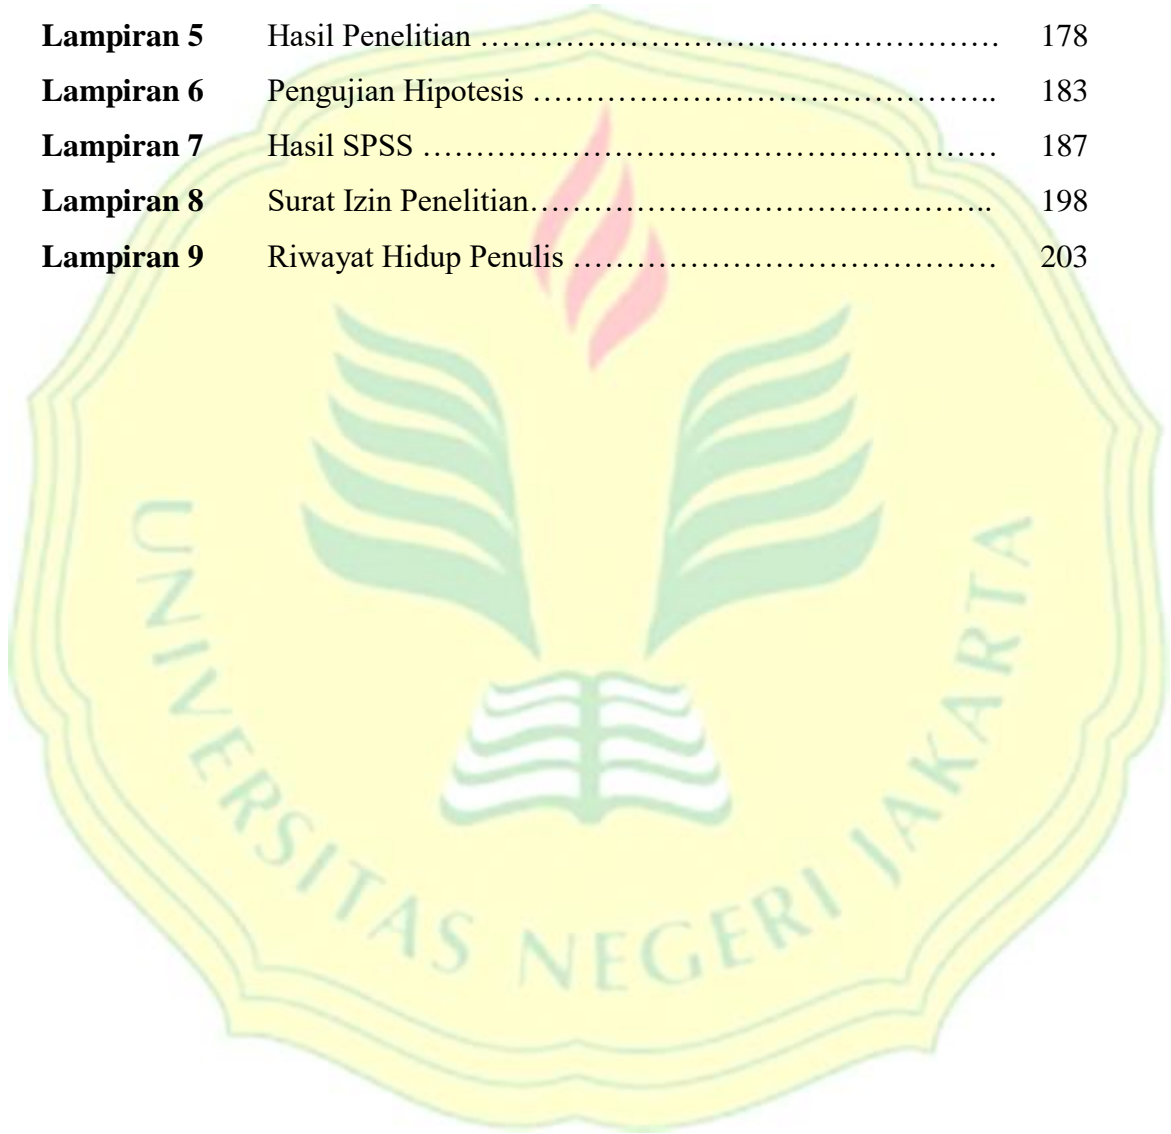 Lampiran 5 Hasil Penelitian …………………………………………………. 178
Lampiran 6 Pengujian Hipotesis …………………………………………….. 183
Lampiran 7 Hasil SPSS ……………………………………………………… 187
Lampiran 8 Surat Izin Penelitian…………………………………………….. 198
Lampiran 9 Riwayat Hidup Penulis ………………………………………… 203
UNIVERSITAS NEGERI JAKARTA